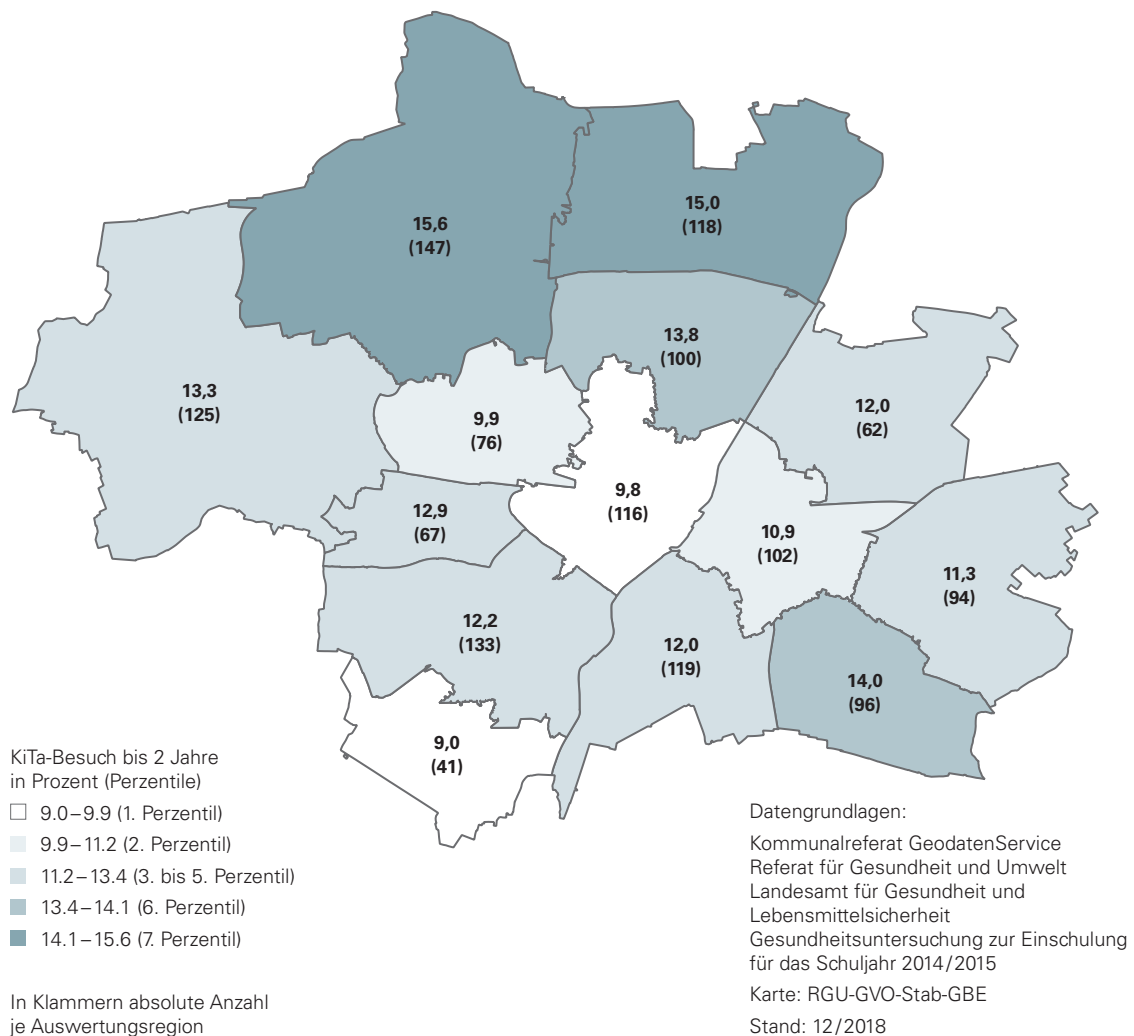 15,6
(147)
15,0
(118)
13,8
(100)
13,3
(125)
12,0
(62)
9,9
(76)
9,8
(116)
12,9
(67)
10,9
(102)
11,3
(94)
12,2
(133)
12,0
(119)
14,0
(96)
9,0
(41)
KiTa-Besuch bis 2 Jahre
in Prozent (Perzentile)
9.0–9.9 (1. Perzentil)
9.9–11.2 (2. Perzentil)
11.2–13.4 (3. bis 5. Perzentil)
13.4–14.1 (6. Perzentil)
14.1–15.6 (7. Perzentil)
In Klammern absolute Anzahl
je Auswertungsregion
Datengrundlagen:
Kommunalreferat GeodatenService
Referat für Gesundheit und Umwelt
Landesamt für Gesundheit und
Lebensmittelsicherheit
Gesundheitsuntersuchung zur Einschulung
für das Schuljahr 2014/2015
Karte: RGU-GVO-Stab-GBE
Stand: 12/2018